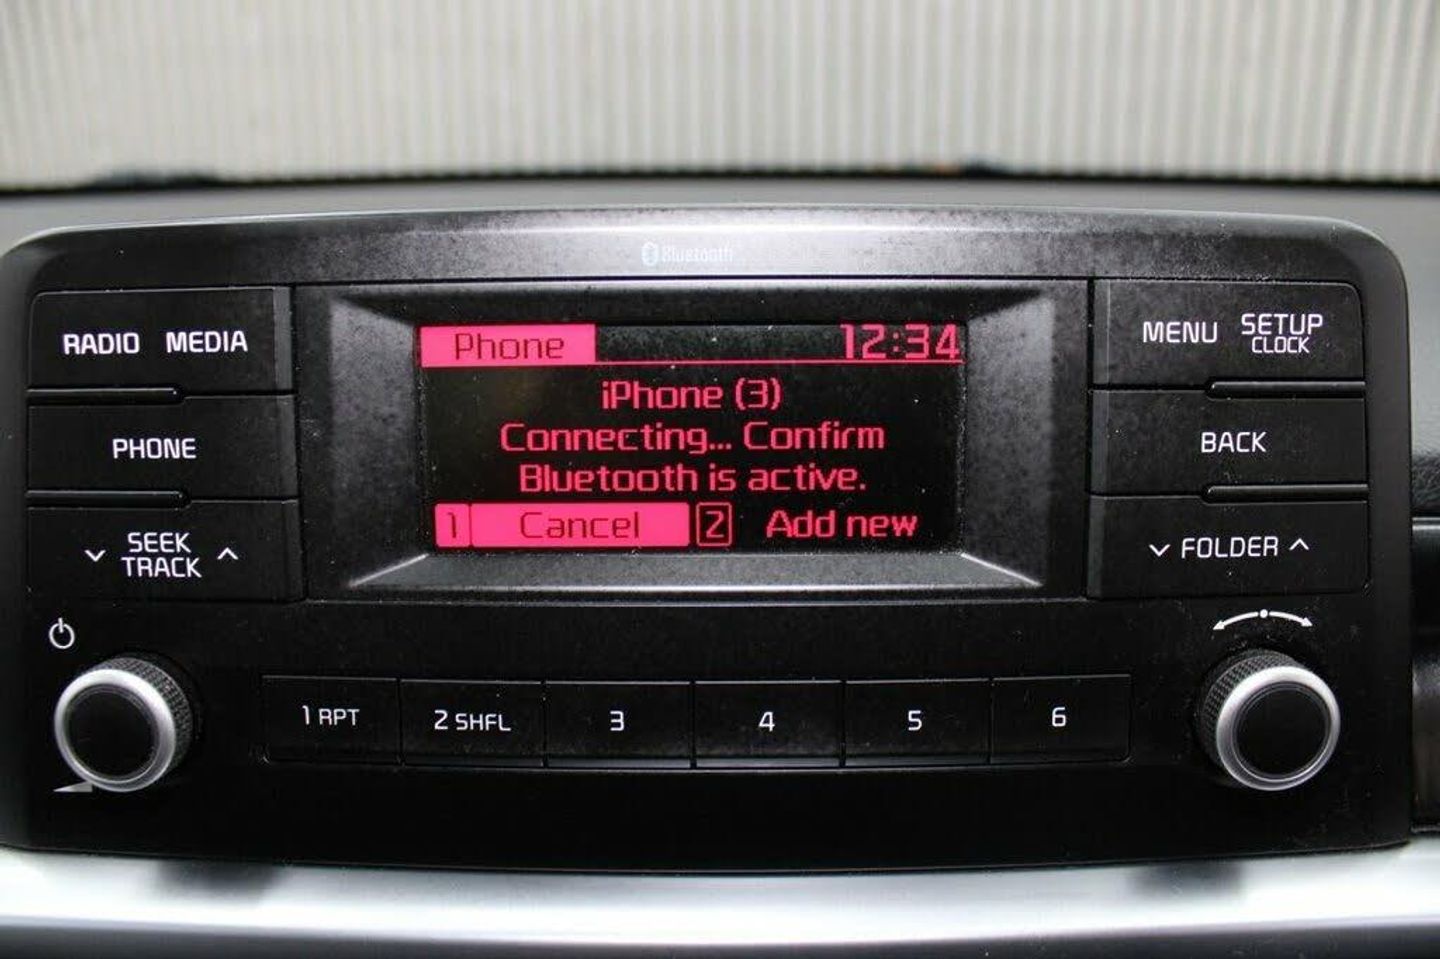 Bluetooth
RADIO MEDIA
PHONE
SEEK
TRACK
Phone 12:34
iPhone (3)
Connecting... Confirm
Bluetooth is active.
1 Cancel 2 Add new
MENU SETUP
CLOCK
BACK
FOLDER
1 RPT 2 SHFL 3 4 5 6